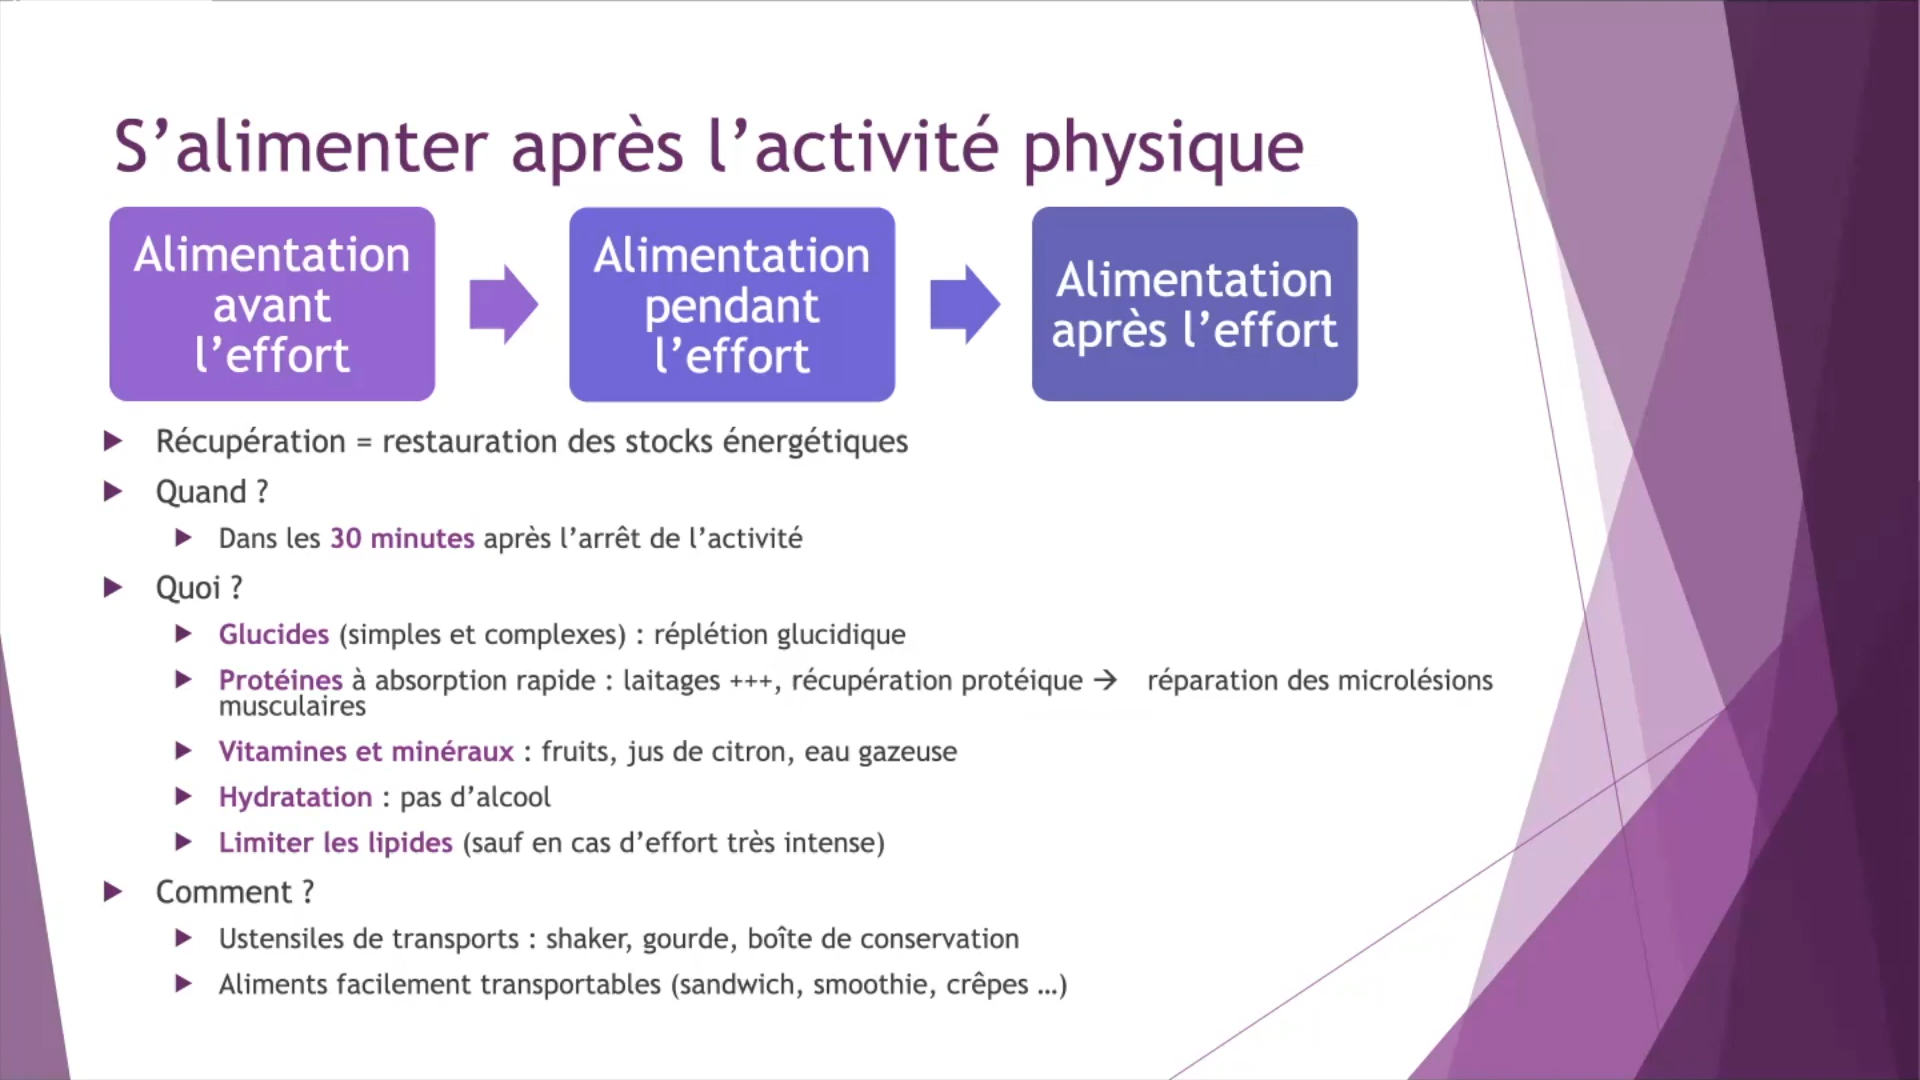 S’alimenter après l’activité physique
Alimentation
avant
l’effort
Alimentation
pendant
l’effort
Alimentation
après l’effort
Récupération = restauration des stocks énergétiques
Quand ?
Dans les 30 minutes après l’arrêt de l’activité
Quoi ?
Glucides (simples et complexes) : réplétion glucidique
Protéines à absorption rapide : laitages +++, récupération protéique → réparation des microlésions
musculaires
Vitamines et minéraux : fruits, jus de citron, eau gazeuse
Hydratation : pas d’alcool
Limiter les lipides (sauf en cas d’effort très intense)
Comment ?
Ustensiles de transports : shaker, gourde, boîte de conservation
Aliments facilement transportables (sandwich, smoothie, crêpes …)